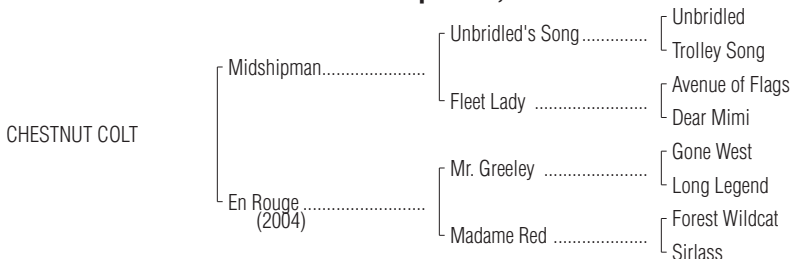 Unbridled
Unbridled's Song..............
Trolley Song
Midshipman......................
Avenue of Flags
Fleet Lady ........................
Dear Mimi
CHESTNUT COLT
Gone West
Mr. Greeley ......................
Long Legend
En Rouge ..........................
(2004)
Forest Wildcat
Madame Red ....................
Sirlass